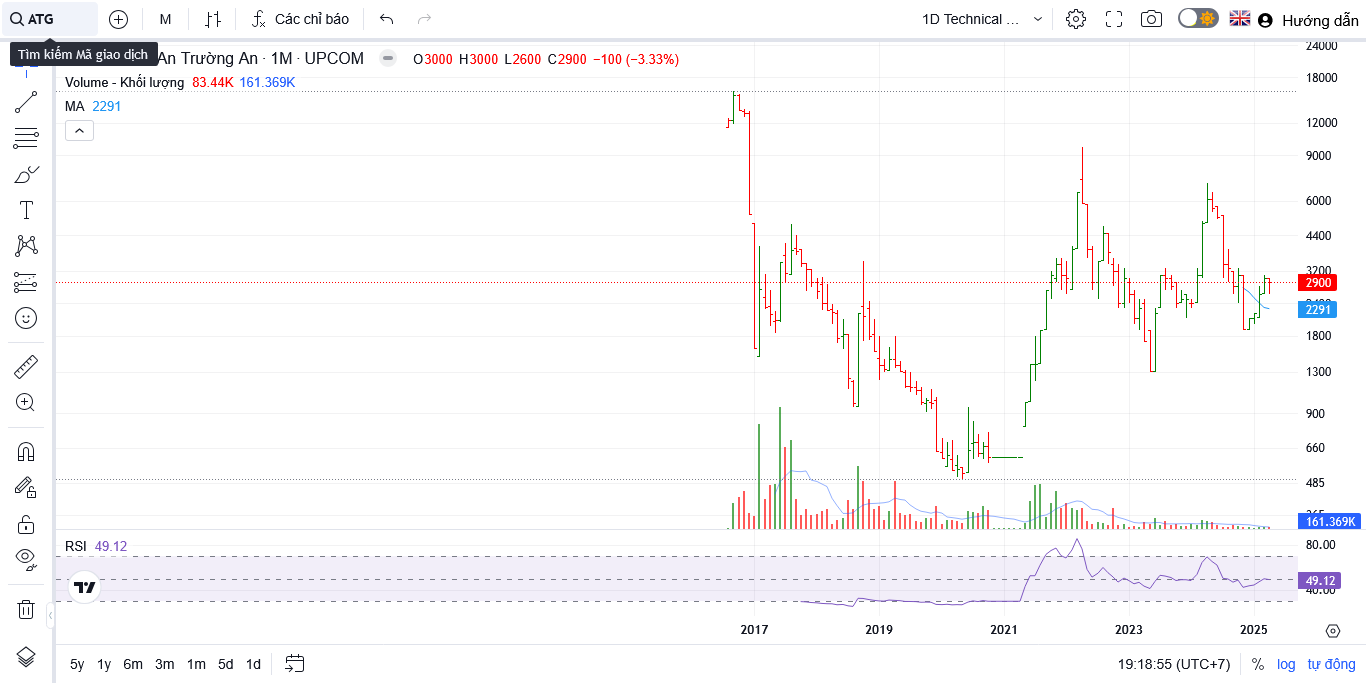 ATG
M
Các chỉ báo
1D Technical ...
Hướng dẫn
Tìm kiếm Mã giao dịch
An Trường An · 1M · UPCOM
O3000 H3000 L2600 C2900 −100 (−3.33%)
Volume - Khối lượng 83.44K 161.369K
MA 2291
24000
18000
12000
9000
6000
4400
3200
2900
2291
1800
1300
900
660
485
161.369K
RSI 49.12
80.00
49.12
40.00
2017 2019 2021 2023 2025
5y 1y 6m 3m 1m 5d 1d
19:18:55 (UTC+7) % log tự động